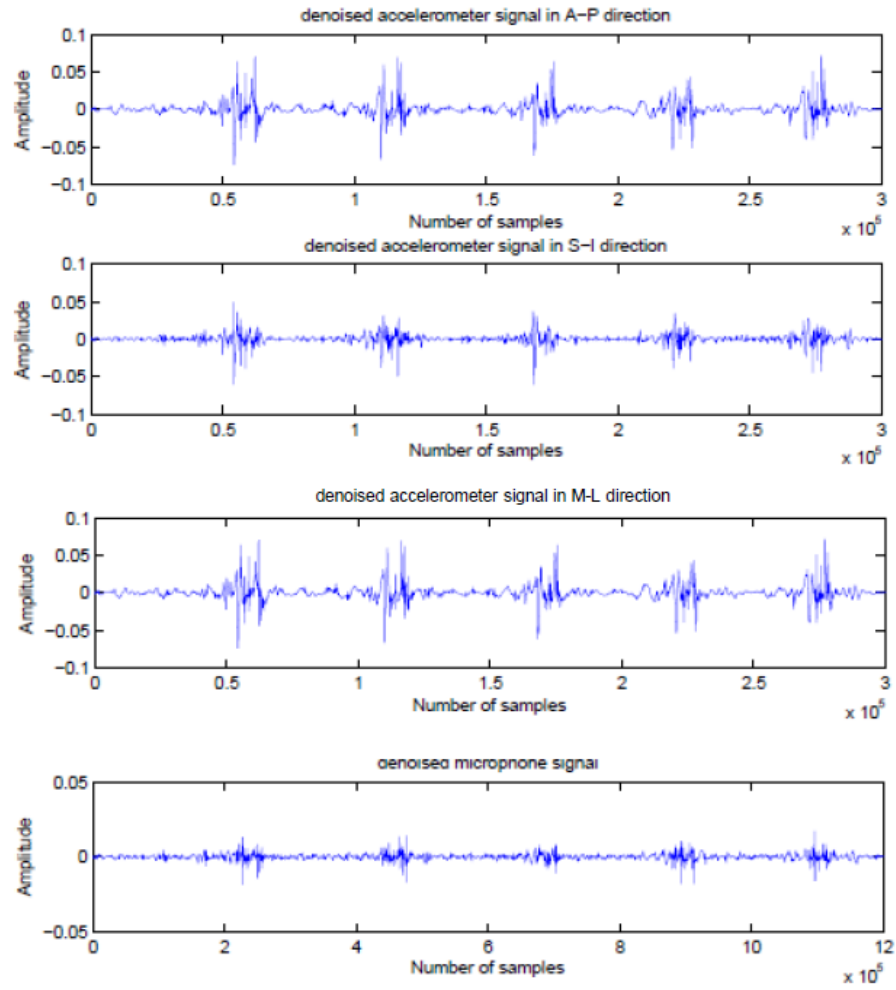 denoised accelerometer signal in A-P direction
0.1
0.05
0
-0.05
-0.1
Amplitude
0 0.5 1 1.5 2 2.5 3
Number of samples
x 10^5
denoised accelerometer signal in S-I direction
0.1
0.05
0
-0.05
-0.1
Amplitude
0 0.5 1 1.5 2 2.5 3
Number of samples
x 10^5
denoised accelerometer signal in M-L direction
0.1
0.05
0
-0.05
-0.1
Amplitude
0 0.5 1 1.5 2 2.5 3
Number of samples
x 10^5
denoised microphone signal
0.05
0
-0.05
Amplitude
0 2 4 6 8 10 12
Number of samples
x 10^5